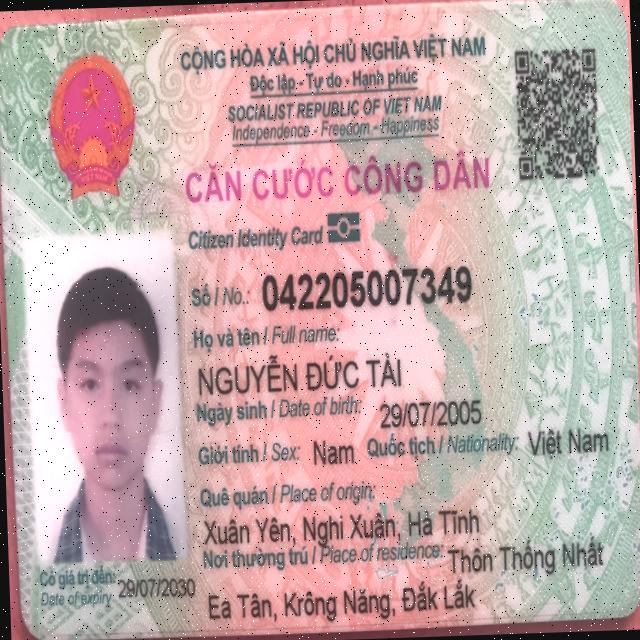 CỘNG HÒA XÃ HỘI CHỦ NGHĨA VIỆT NAM
Độc lập - Tự do - Hạnh phúc
SOCIALIST REPUBLIC OF VIET NAM
Independence - Freedom - Happiness
CĂN CƯỚC CÔNG DÂN
Citizen Identity Card
Số / No.: 042205007349
Họ và tên / Full name:
NGUYỄN ĐỨC TÀI
Ngày sinh / Date of birth: 29/07/2005
Giới tính / Sex: Nam Quốc tịch / Nationality: Việt Nam
Quê quán / Place of origin:
Xuân Yên, Nghi Xuân, Hà Tĩnh
Nơi thường trú / Place of residence: Thôn Thống Nhất
Ea Tân, Krông Năng, Đắk Lắk
Có giá trị đến: 29/07/2030
Date of expiry